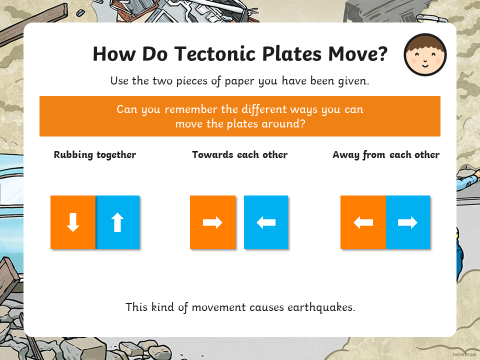 How Do Tectonic Plates Move?
Use the two pieces of paper you have been given.
Can you remember the different ways you can
move the plates around?
Rubbing together
Towards each other
Away from each other
This kind of movement causes earthquakes.